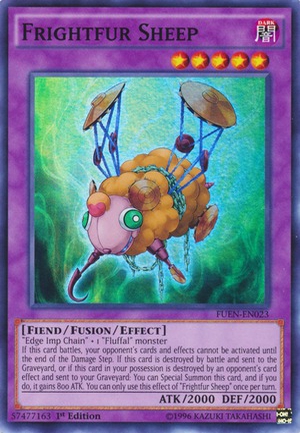 FRIGHTFUR SHEEP
DARK
闇
FUEN-EN023
[FIEND/FUSION/EFFECT]
"Edge Imp Chain" + 1 "Fluffal" monster
If this card battles, your opponent's cards and effects cannot be activated until
end of the Damage Step. If this card is destroyed by battle and sent to the
Graveyard, or if this card in your possession is destroyed by an opponent's card
effect and sent to your Graveyard: You can Special Summon this card, and if you
do, it gains 800 ATK. You can only use this effect of "Frightfur Sheep" once per turn.
ATK/2000 DEF/2000
57477163 1st Edition ©1996 KAZUKI TAKAHASHI